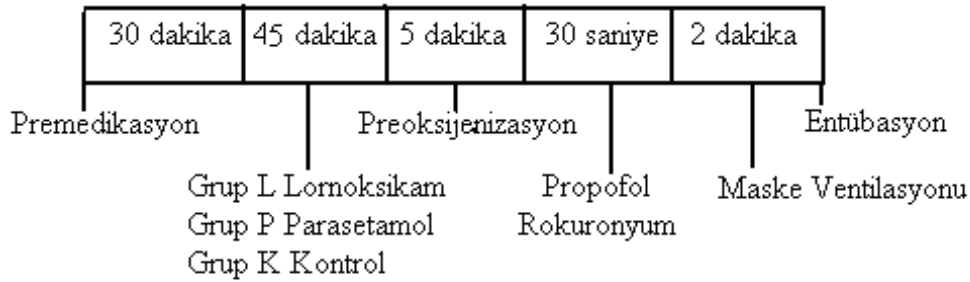 30 dakika 45 dakika 5 dakika 30 saniye 2 dakika
Premedikasyon Preoksijenizasyon Entübasyon
Grup L Lornoksikam Propofol Maske Ventilasyonu
Grup P Parasetamol Rokuronyum
Grup K Kontrol